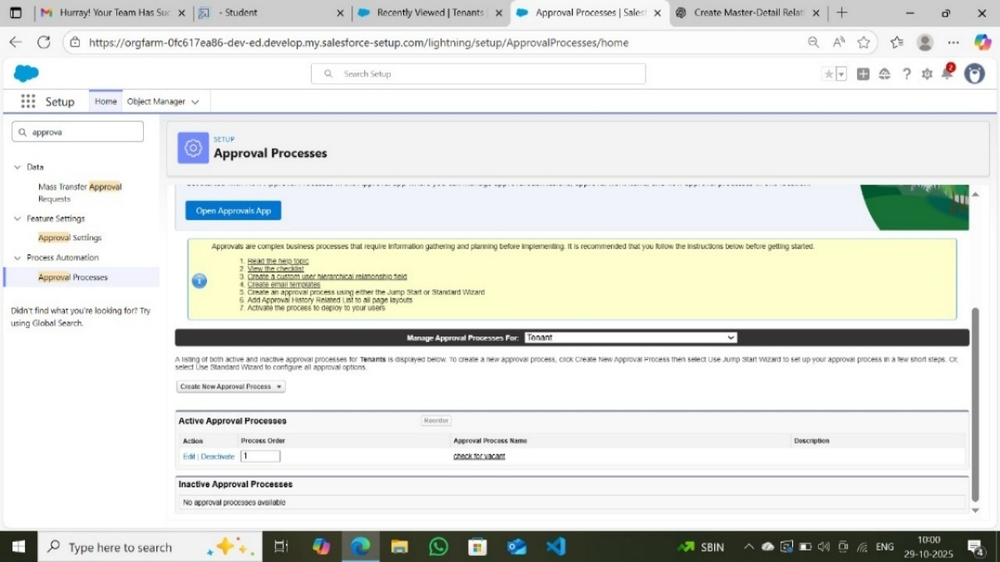 Hurray! Your Team Has Suc
- Student
Recently Viewed | Tenants
Approval Processes | Salesf
Create Master-Detail Relati
https://orgfarm-0fc617ea86-dev-ed.develop.my.salesforce-setup.com/lightning/setup/ApprovalProcesses/home
Search Setup
2
Setup
Home
Object Manager
approva
SETUP
Approval Processes
Data
Mass Transfer Approval
Requests
Feature Settings
Approval Settings
Process Automation
Approval Processes
Didn't find what you're looking for? Try
using Global Search.
Open Approvals App
Approvals are complex business processes that require information gathering and planning before implementing. It is recommended that you follow the instructions below before getting started.
1. Read the help topic
2. View the checklist
3. Create a custom user hierarchical relationship field
4. Create email templates
5. Create an approval process using either the Jump Start or Standard Wizard
6. Add Approval History Related List to all page layouts
7. Activate the process to deploy to your users
Manage Approval Processes For: Tenant
A listing of both active and inactive approval processes for Tenants is displayed below. To create a new approval process, click Create New Approval Process then select Use Jump Start Wizard to set up your approval process in a few short steps. Or,
select Use Standard Wizard to configure all approval options.
Create New Approval Process
Active Approval Processes
Reorder
Action
Process Order
Approval Process Name
Description
Edit | Deactivate
1
check for vacant
Inactive Approval Processes
No approval processes available
Type here to search
SBIN
ENG
10:00
29-10-2025
4